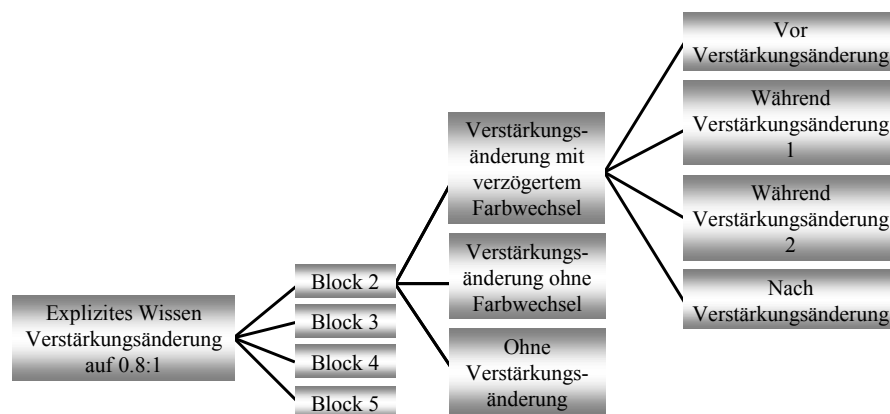 Explizites Wissen
Verstärkungsänderung
auf 0.8:1
Block 2
Block 3
Block 4
Block 5
Verstärkungs-
änderung mit
verzögertem
Farbwechsel
Verstärkungs-
änderung ohne
Farbwechsel
Ohne
Verstärkungs-
änderung
Vor
Verstärkungsänderung
Während
Verstärkungsänderung
1
Während
Verstärkungsänderung
2
Nach
Verstärkungsänderung